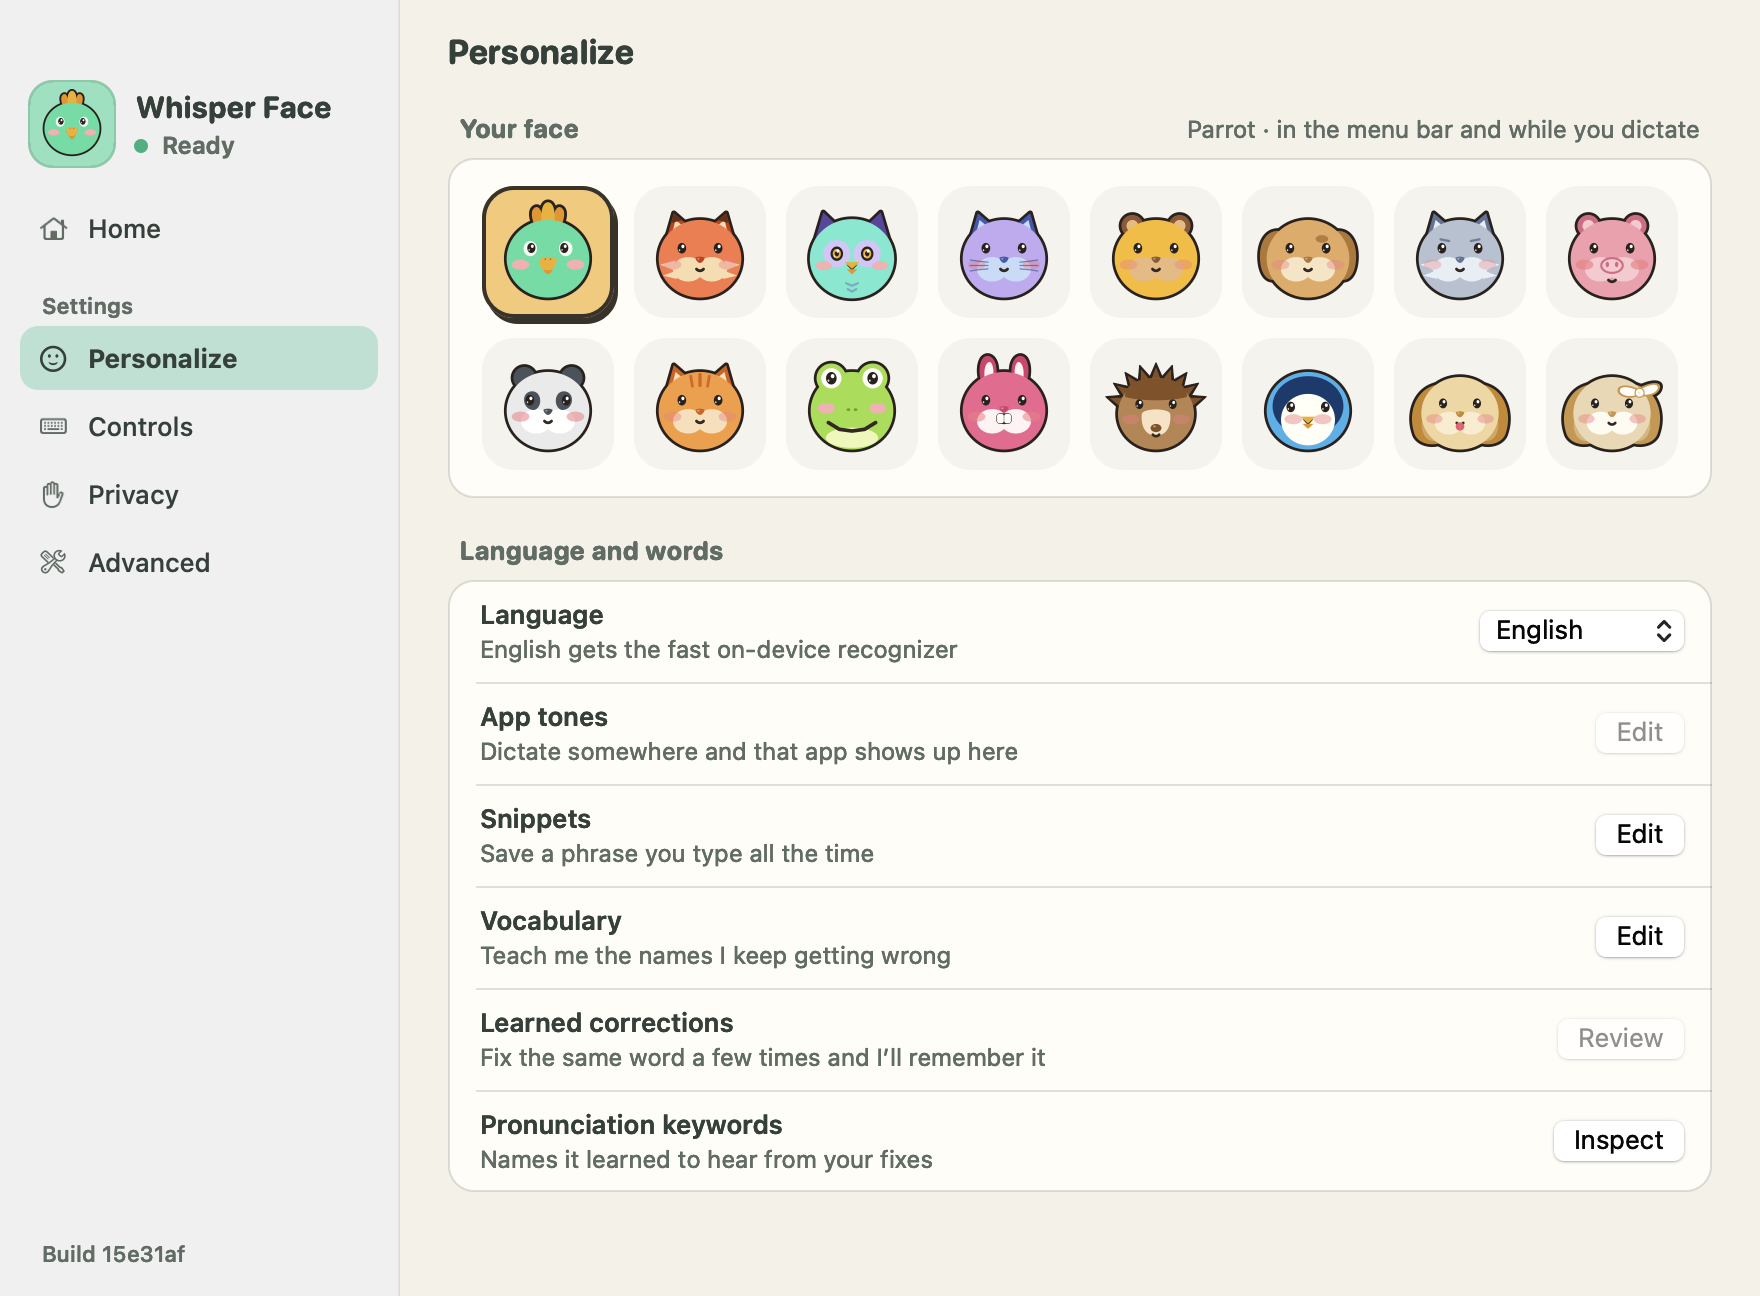 Whisper Face
Ready
Home
Settings
Personalize
Controls
Privacy
Advanced
Build 15e31af
Personalize
Your face
Parrot · in the menu bar and while you dictate
Language and words
Language
English gets the fast on-device recognizer
English
App tones
Dictate somewhere and that app shows up here
Edit
Snippets
Save a phrase you type all the time
Edit
Vocabulary
Teach me the names I keep getting wrong
Edit
Learned corrections
Fix the same word a few times and I’ll remember it
Review
Pronunciation keywords
Names it learned to hear from your fixes
Inspect